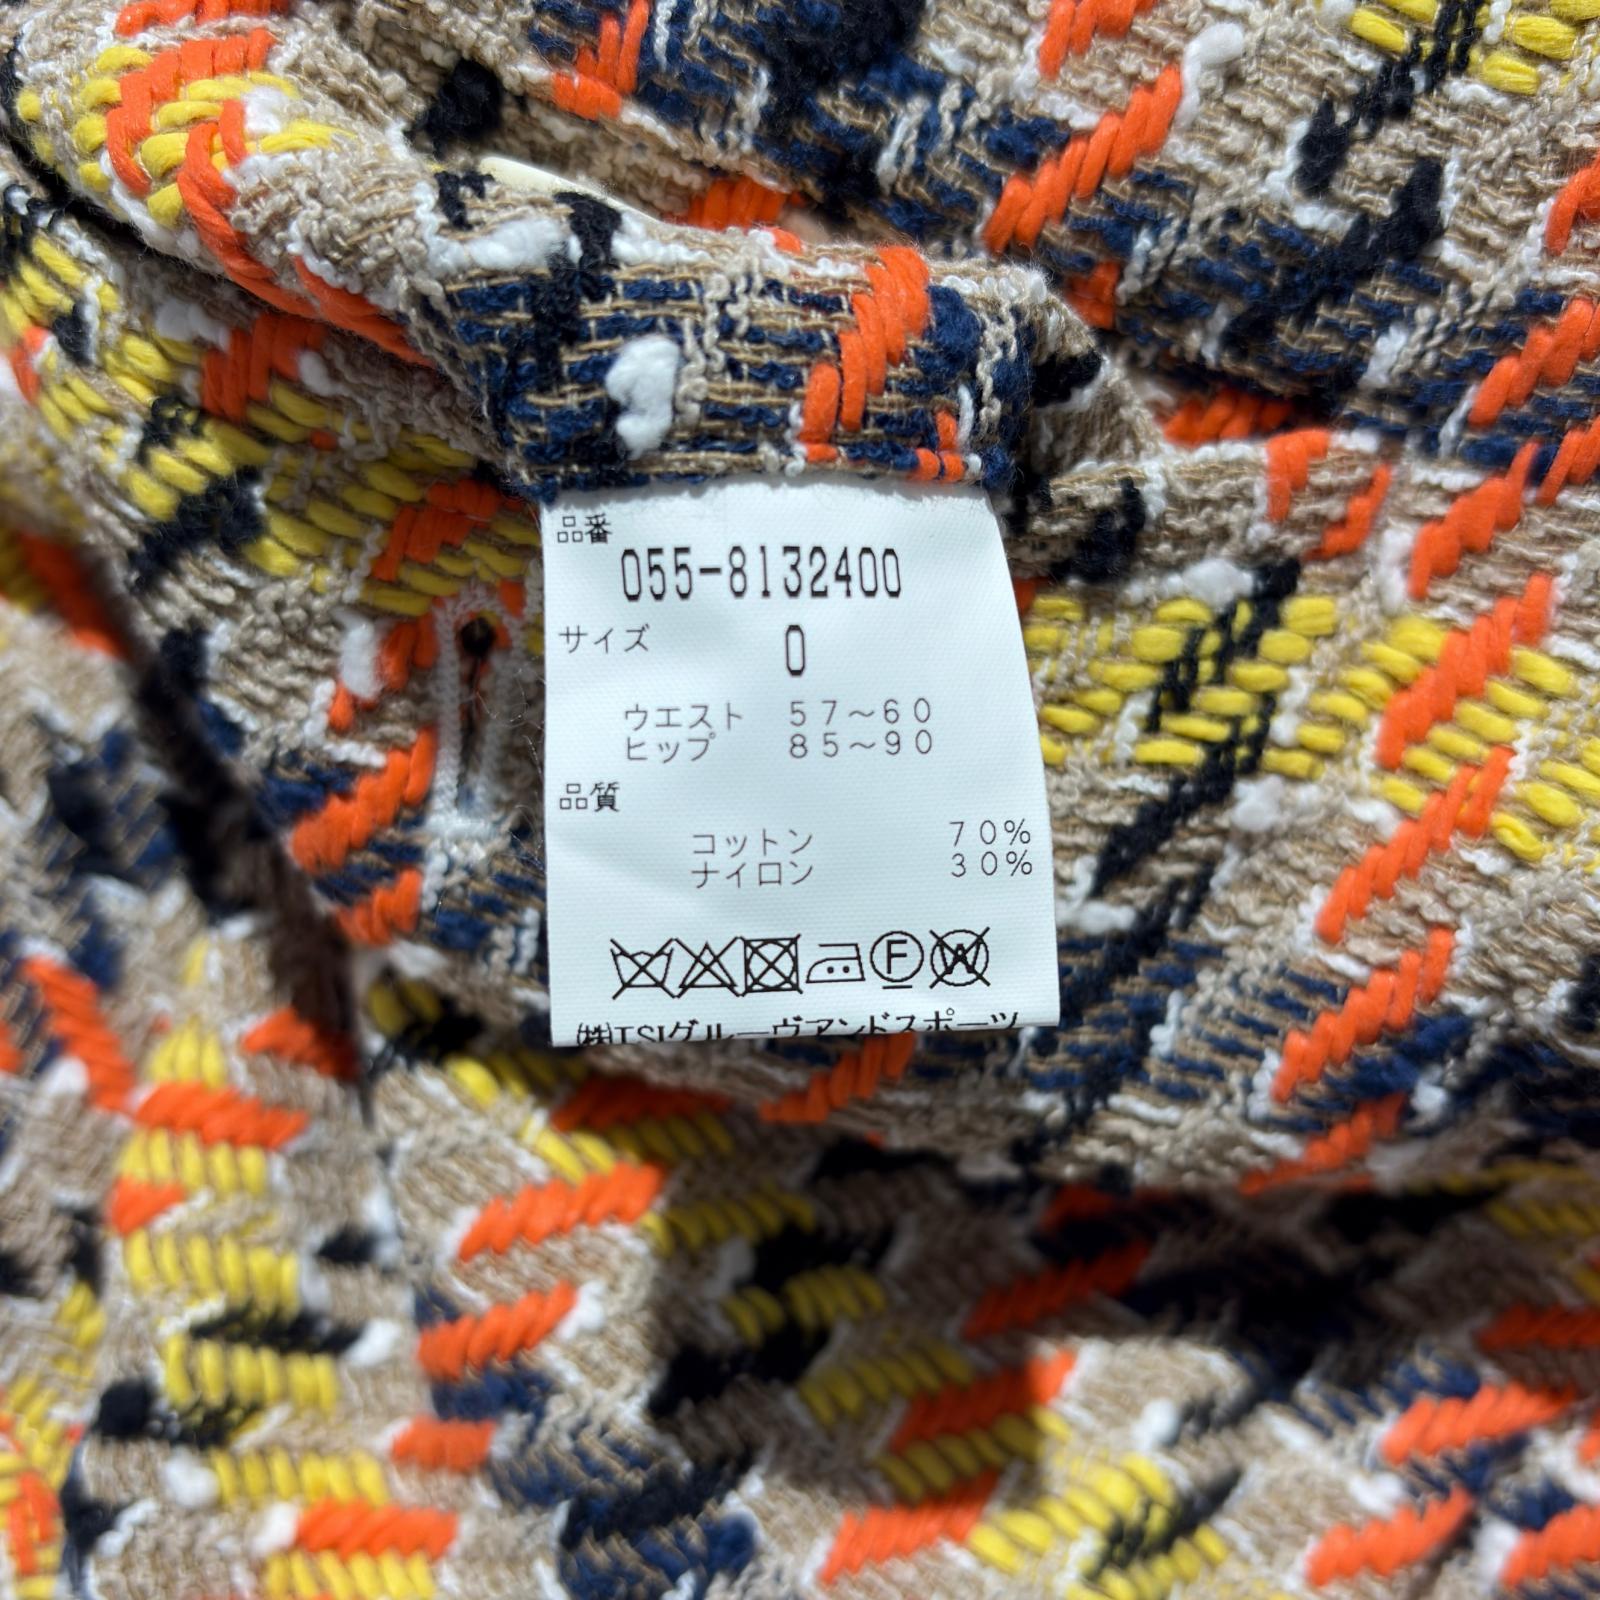 品番
055-8132400
サイズ 0
ウエスト 57～60
ヒップ 85～90
品質
コットン 70%
ナイロン 30%
F W
㈱TSIグルーヴアンドスポーツ